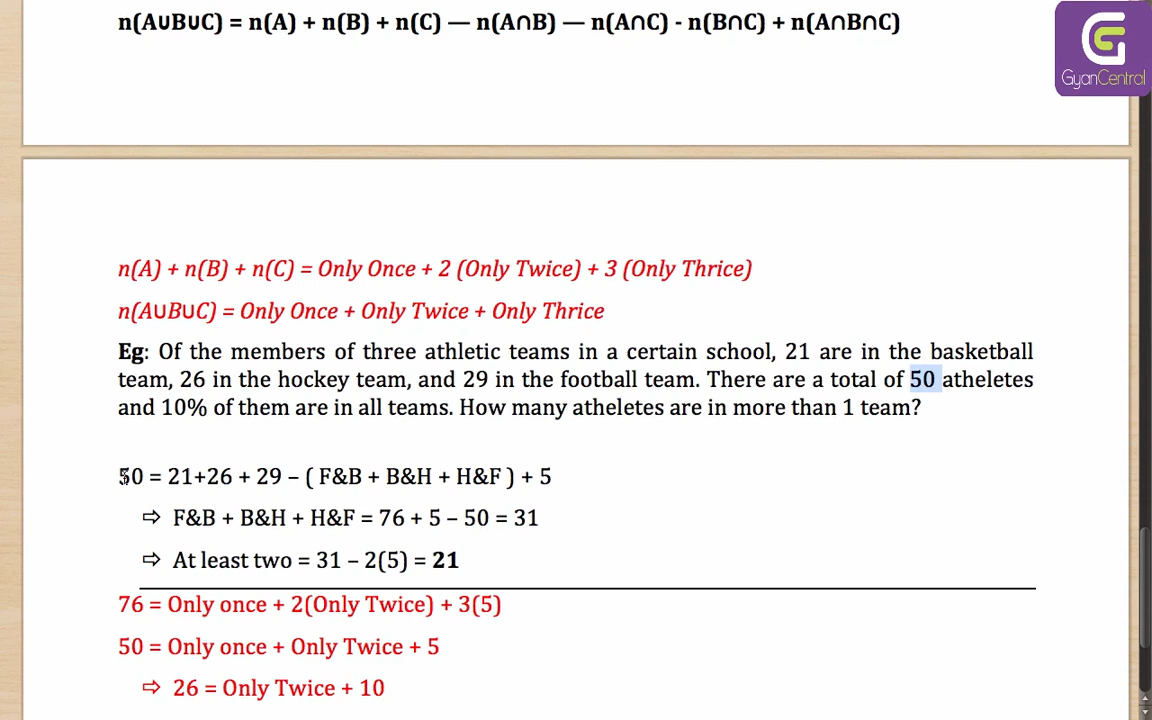 n(A∪B∪C) = n(A) + n(B) + n(C) — n(A∩B) — n(A∩C) - n(B∩C) + n(A∩B∩C)
GyanCentral
n(A) + n(B) + n(C) = Only Once + 2 (Only Twice) + 3 (Only Thrice)
n(A∪B∪C) = Only Once + Only Twice + Only Thrice
Eg: Of the members of three athletic teams in a certain school, 21 are in the basketball
team, 26 in the hockey team, and 29 in the football team. There are a total of 50 atheletes
and 10% of them are in all teams. How many atheletes are in more than 1 team?
50 = 21+26 + 29 – ( F&B + B&H + H&F ) + 5
⇨ F&B + B&H + H&F = 76 + 5 – 50 = 31
⇨ At least two = 31 – 2(5) = 21
76 = Only once + 2(Only Twice) + 3(5)
50 = Only once + Only Twice + 5
⇨ 26 = Only Twice + 10